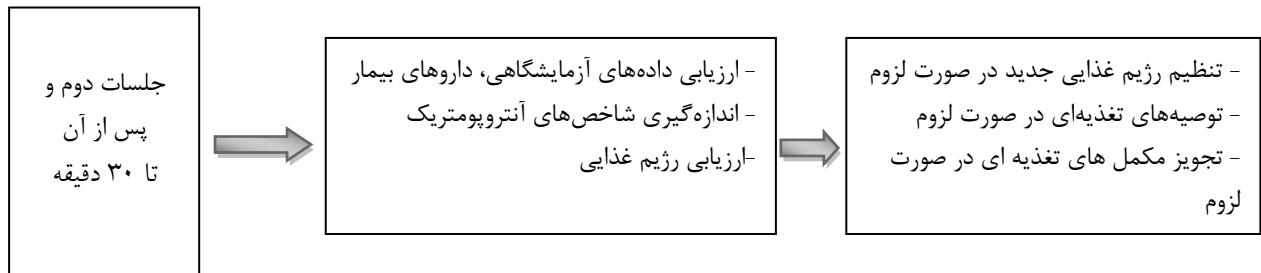 جلسات دوم و
پس از آن
تا ۳۰ دقیقه
- ارزیابی داده‌های آزمایشگاهی، داروهای بیمار
- اندازه‌گیری شاخص‌های آنتروپومتریک
-ارزیابی رژیم غذایی
- تنظیم رژیم غذایی جدید در صورت لزوم
- توصیه‌های تغذیه‌ای در صورت لزوم
- تجویز مکمل های تغذیه ای در صورت
لزوم